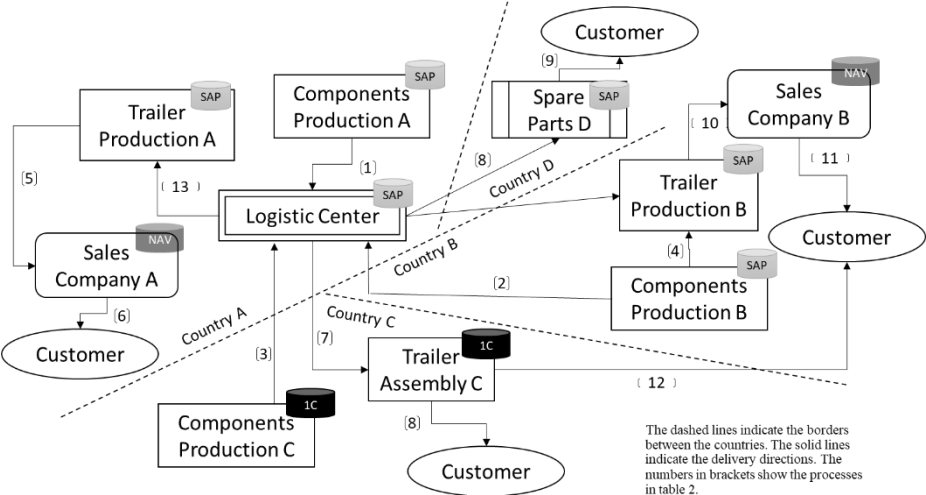 Customer
[9]
SAP
Components
Production A
SAP
Trailer
Production A
SAP
Spare
Parts D
NAV
Sales
Company B
[ 10 ]
[5]
[1]
[8]
[ 11 ]
[ 13 ]
SAP
Logistic Center
Country D
SAP
Trailer
Production B
NAV
Sales
Company A
Country B
[4]
Customer
SAP
Components
Production B
[2]
[6]
Country A
Country C
Customer
[3]
[7]
1C
Trailer
Assembly C
[ 12 ]
1C
Components
Production C
[8]
Customer
The dashed lines indicate the borders
between the countries. The solid lines
indicate the delivery directions. The
numbers in brackets show the processes
in table 2.